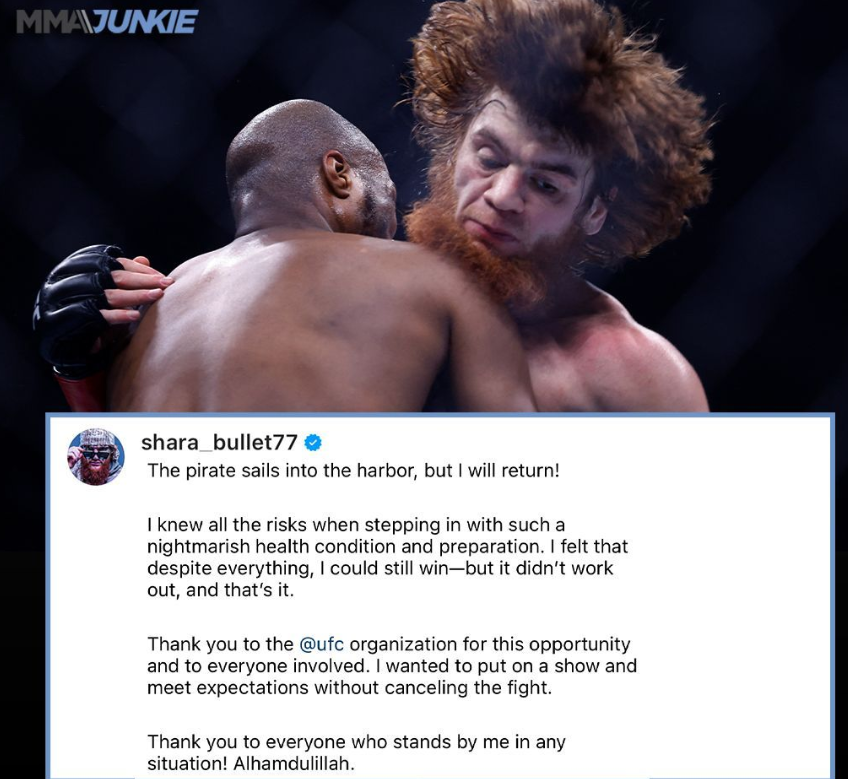 MMAJUNKIE
shara_bullet77
The pirate sails into the harbor, but I will return!
I knew all the risks when stepping in with such a
nightmarish health condition and preparation. I felt that
despite everything, I could still win—but it didn't work
out, and that's it.
Thank you to the @ufc organization for this opportunity
and to everyone involved. I wanted to put on a show and
meet expectations without canceling the fight.
Thank you to everyone who stands by me in any
situation! Alhamdulillah.